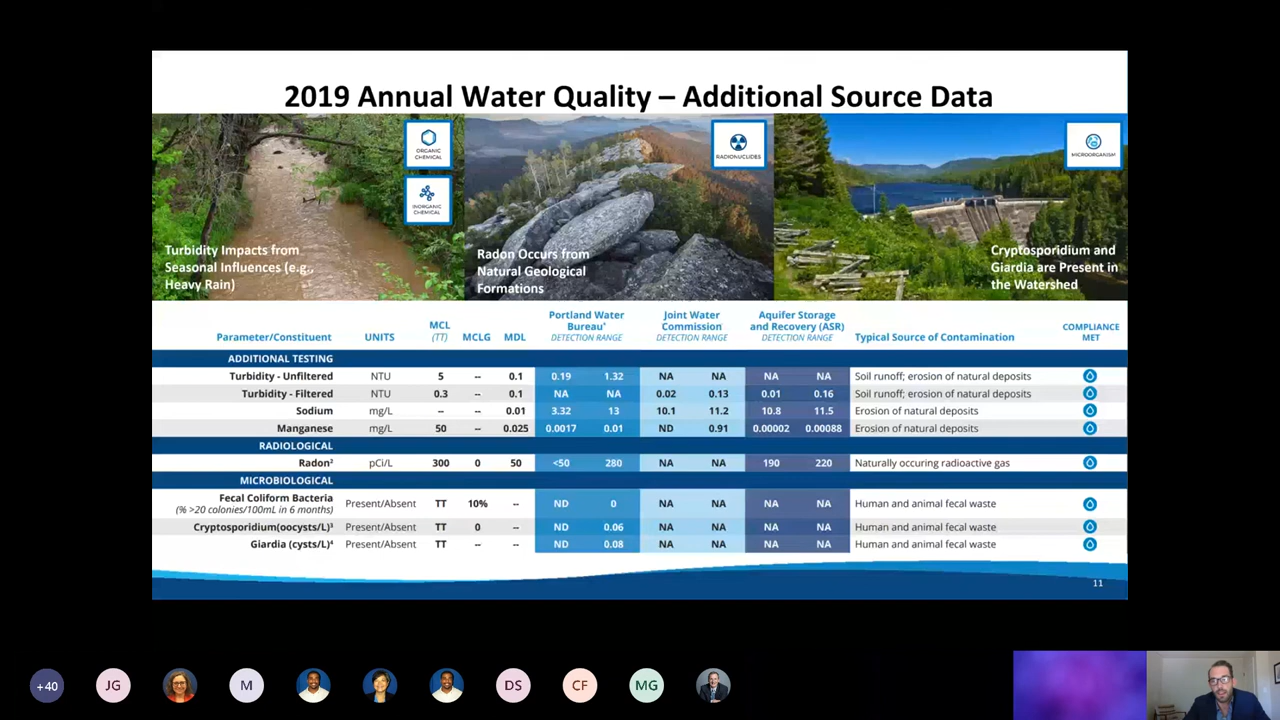 2019 Annual Water Quality – Additional Source Data
ORGANIC
CHEMICAL
INORGANIC
CHEMICAL
Turbidity Impacts from
Seasonal Influences (e.g.,
Heavy Rain)
RADIONUCLIDES
Radon Occurs from
Natural Geological
Formations
MICROORGANISM
Cryptosporidium and
Giardia are Present in
the Watershed
Parameter/Constituent UNITS MCL (TT) MCLG MDL Portland Water Bureau* DETECTION RANGE Joint Water Commission DETECTION RANGE Aquifer Storage and Recovery (ASR) DETECTION RANGE Typical Source of Contamination COMPLIANCE MET
ADDITIONAL TESTING
Turbidity - Unfiltered NTU 5 -- 0.1 0.19 1.32 NA NA NA NA Soil runoff; erosion of natural deposits
Turbidity - Filtered NTU 0.3 -- 0.1 NA NA 0.02 0.13 0.01 0.16 Soil runoff; erosion of natural deposits
Sodium mg/L -- -- 0.01 3.32 13 10.1 11.2 10.8 11.5 Erosion of natural deposits
Manganese mg/L 50 -- 0.025 0.0017 0.01 ND 0.91 0.00002 0.00088 Erosion of natural deposits
RADIOLOGICAL
Radon² pCi/L 300 0 50 <50 280 NA NA 190 220 Naturally occuring radioactive gas
MICROBIOLOGICAL
Fecal Coliform Bacteria
(% >20 colonies/100mL in 6 months) Present/Absent TT 10% -- ND 0 NA NA NA NA Human and animal fecal waste
Cryptosporidium(oocysts/L)³ Present/Absent TT 0 -- ND 0.06 NA NA NA NA Human and animal fecal waste
Giardia (cysts/L)⁴ Present/Absent TT -- -- ND 0.08 NA NA NA NA Human and animal fecal waste
11
+40 JG M DS CF MG